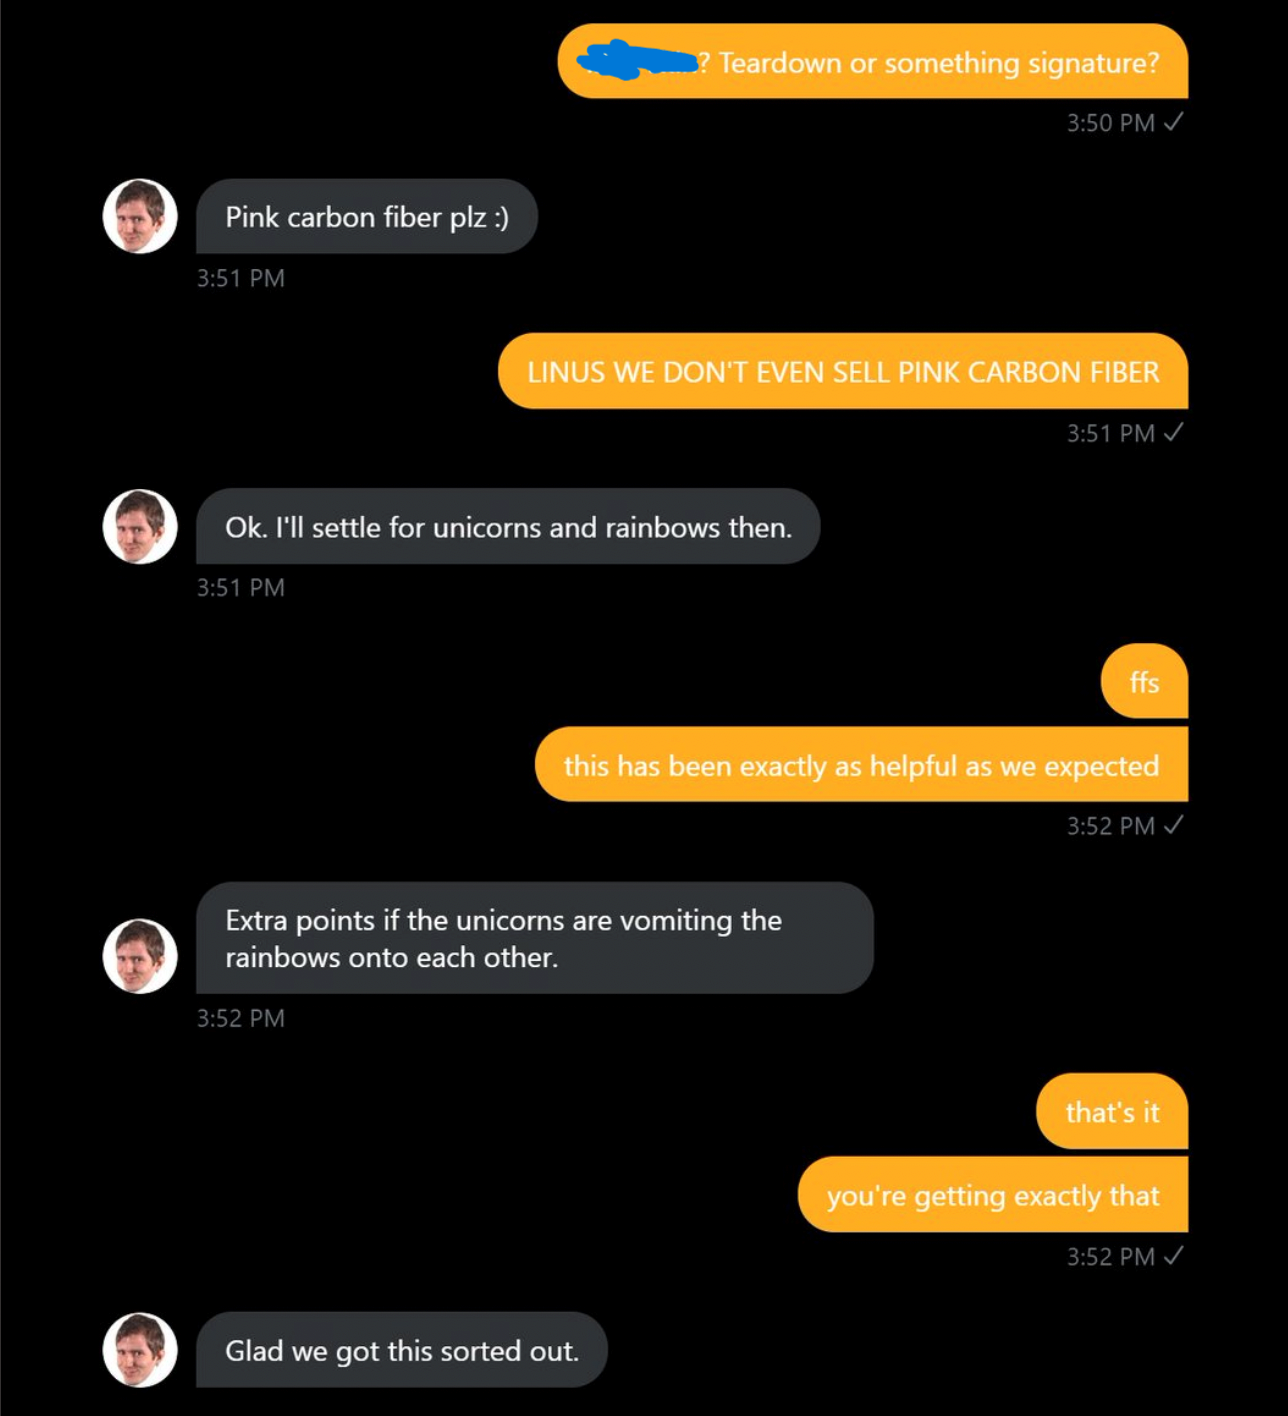 ? Teardown or something signature?
3:50 PM ✓
Pink carbon fiber plz :)
3:51 PM
LINUS WE DON'T EVEN SELL PINK CARBON FIBER
3:51 PM ✓
Ok. I'll settle for unicorns and rainbows then.
3:51 PM
ffs
this has been exactly as helpful as we expected
3:52 PM ✓
Extra points if the unicorns are vomiting the
rainbows onto each other.
3:52 PM
that's it
you're getting exactly that
3:52 PM ✓
Glad we got this sorted out.